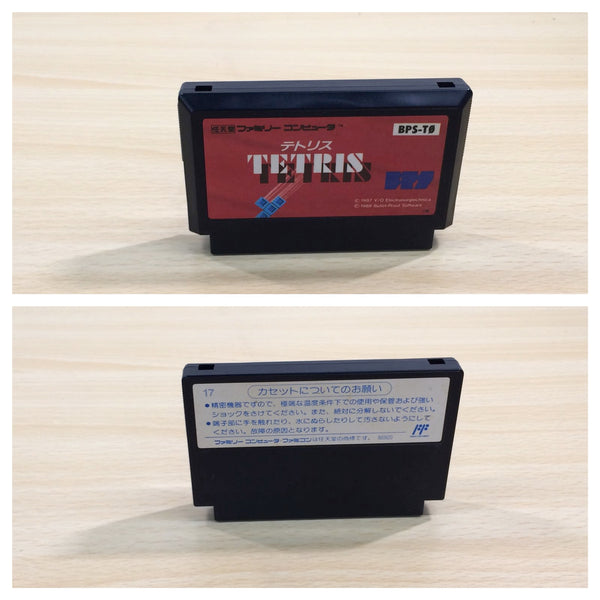 任天堂 ファミリー コンピュータ™
BPS-TØ
テトリス
TETRIS
BPS
© 1987 V/O Electronorgtechnica
© 1988 Bullet-Proof Software
17
カセットについてのお願い
●精密機器ですので、極端な温度条件下での使用や保管および強い
ショックをさけてください。また、絶対に分解しないでください。
●端子部に手を触れたり、水にぬらしたりして汚さないようにして
ください。故障の原因となります。
ファミリー コンピュータ ファミコンは任天堂の商標です。
FF